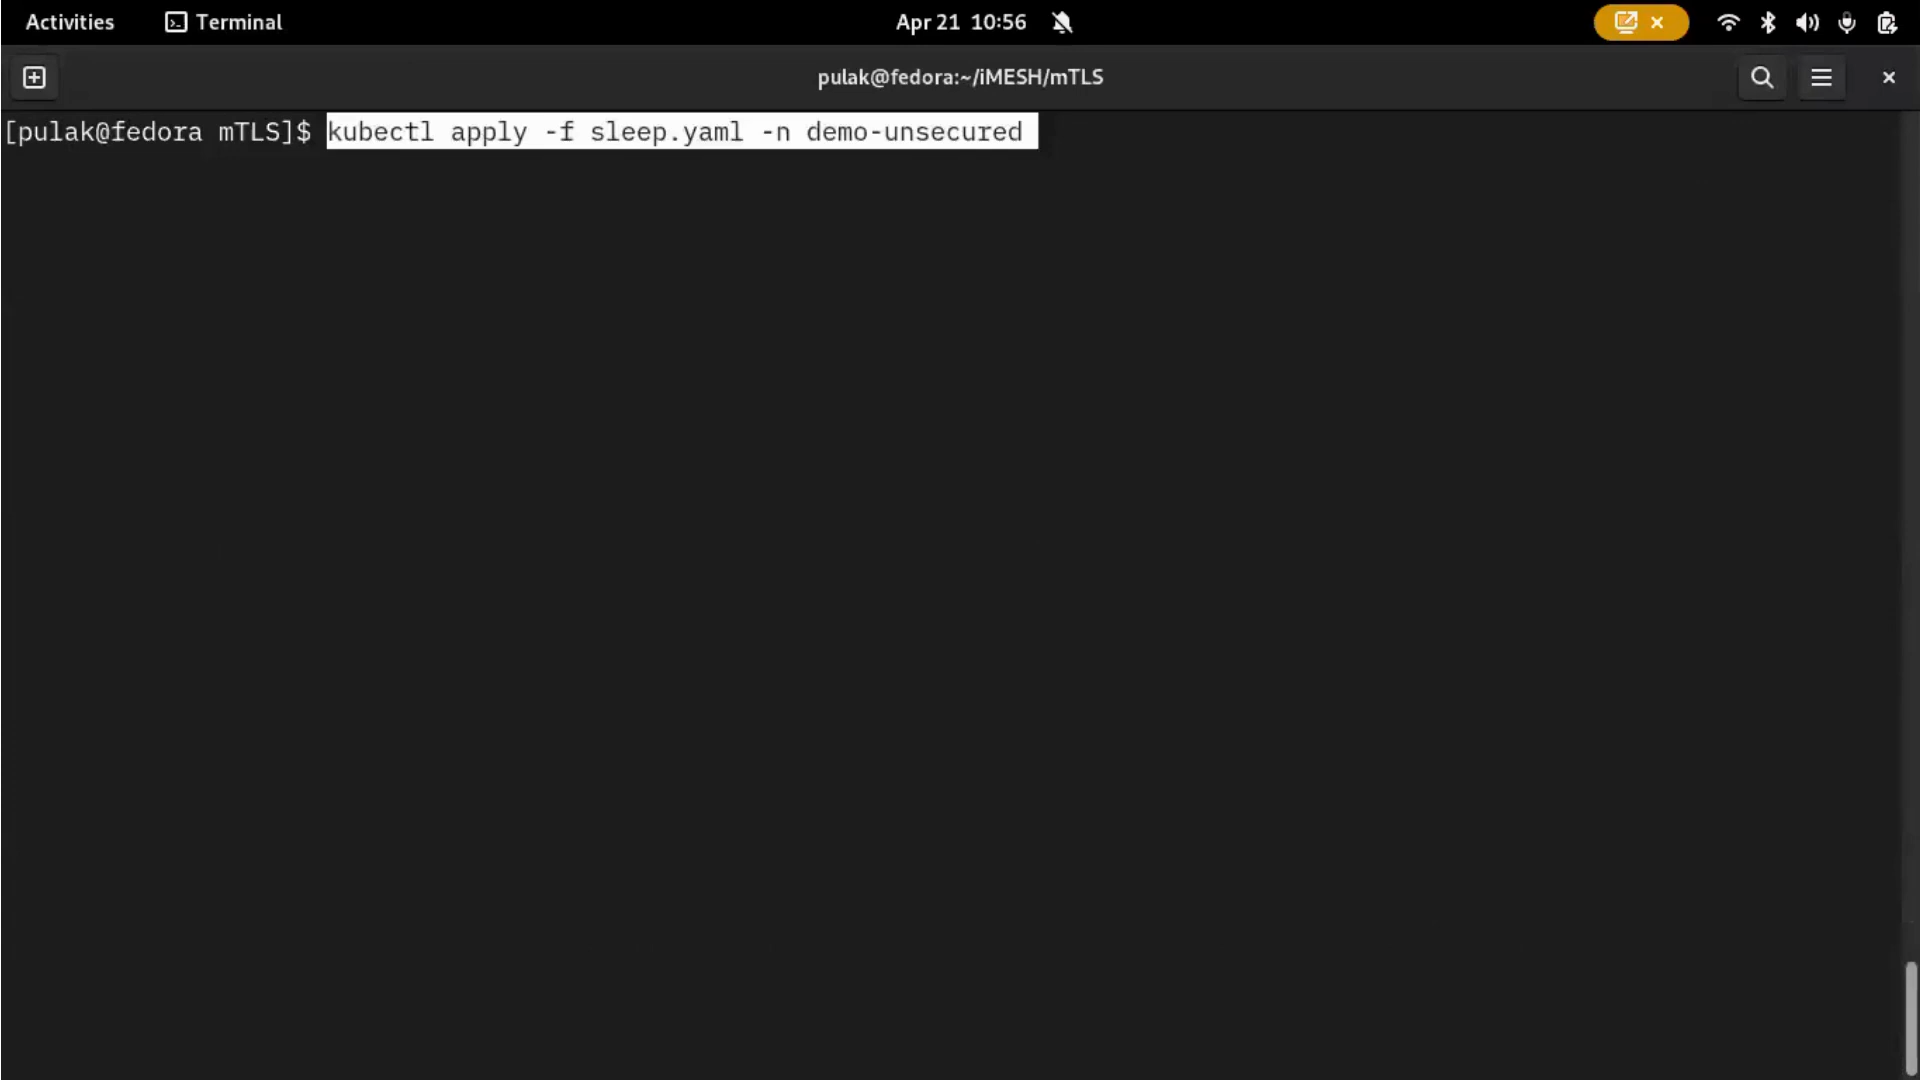 Activities Terminal Apr 21 10:56
pulak@fedora:~/iMESH/mTLS
[pulak@fedora mTLS]$ kubectl apply -f sleep.yaml -n demo-unsecured